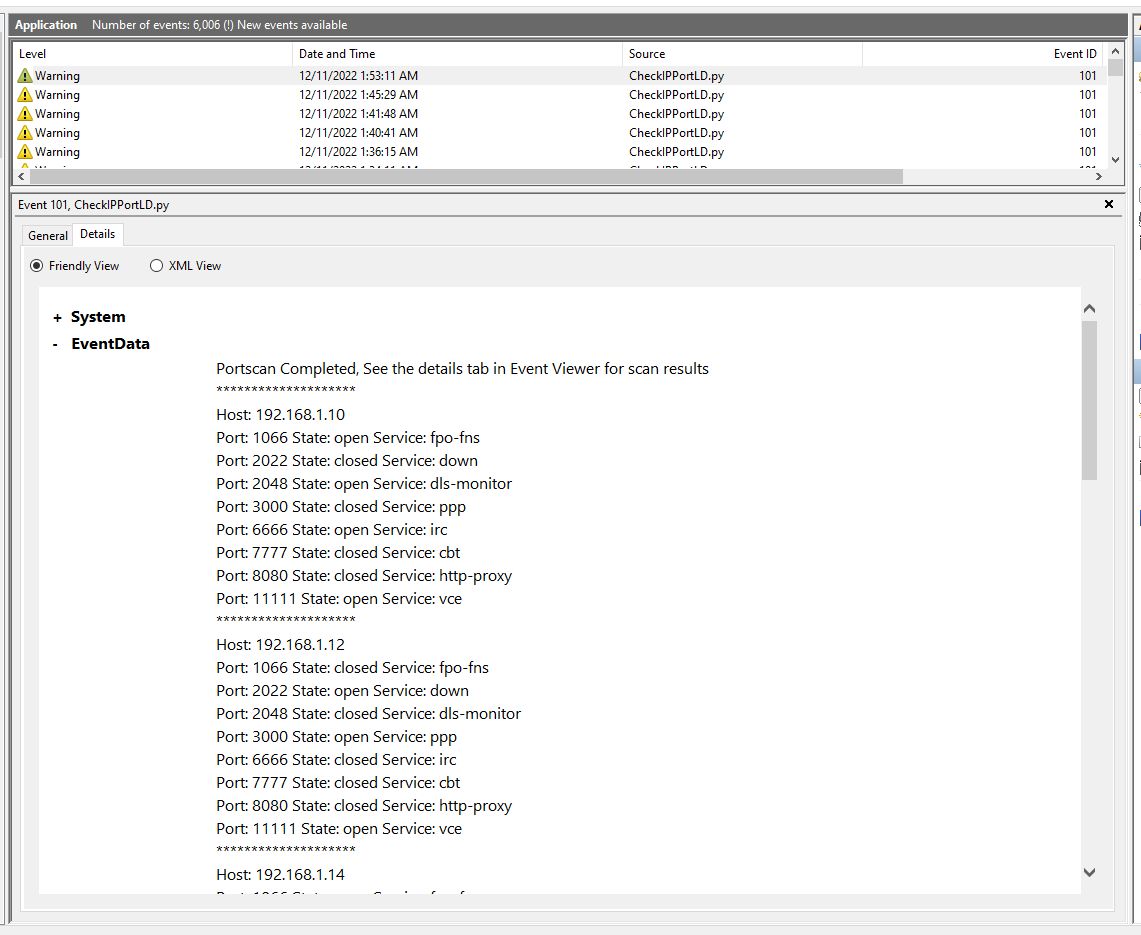 Application Number of events: 6,006 (!) New events available
Level Date and Time Source Event ID
Warning 12/11/2022 1:53:11 AM CheckIPPortLD.py 101
Warning 12/11/2022 1:45:29 AM CheckIPPortLD.py 101
Warning 12/11/2022 1:41:48 AM CheckIPPortLD.py 101
Warning 12/11/2022 1:40:41 AM CheckIPPortLD.py 101
Warning 12/11/2022 1:36:15 AM CheckIPPortLD.py 101
Event 101, CheckIPPortLD.py
General Details
Friendly View XML View
+ System
- EventData
Portscan Completed, See the details tab in Event Viewer for scan results
********************
Host: 192.168.1.10
Port: 1066 State: open Service: fpo-fns
Port: 2022 State: closed Service: down
Port: 2048 State: open Service: dls-monitor
Port: 3000 State: closed Service: ppp
Port: 6666 State: open Service: irc
Port: 7777 State: closed Service: cbt
Port: 8080 State: closed Service: http-proxy
Port: 11111 State: open Service: vce
********************
Host: 192.168.1.12
Port: 1066 State: closed Service: fpo-fns
Port: 2022 State: open Service: down
Port: 2048 State: closed Service: dls-monitor
Port: 3000 State: open Service: ppp
Port: 6666 State: closed Service: irc
Port: 7777 State: closed Service: cbt
Port: 8080 State: closed Service: http-proxy
Port: 11111 State: open Service: vce
********************
Host: 192.168.1.14